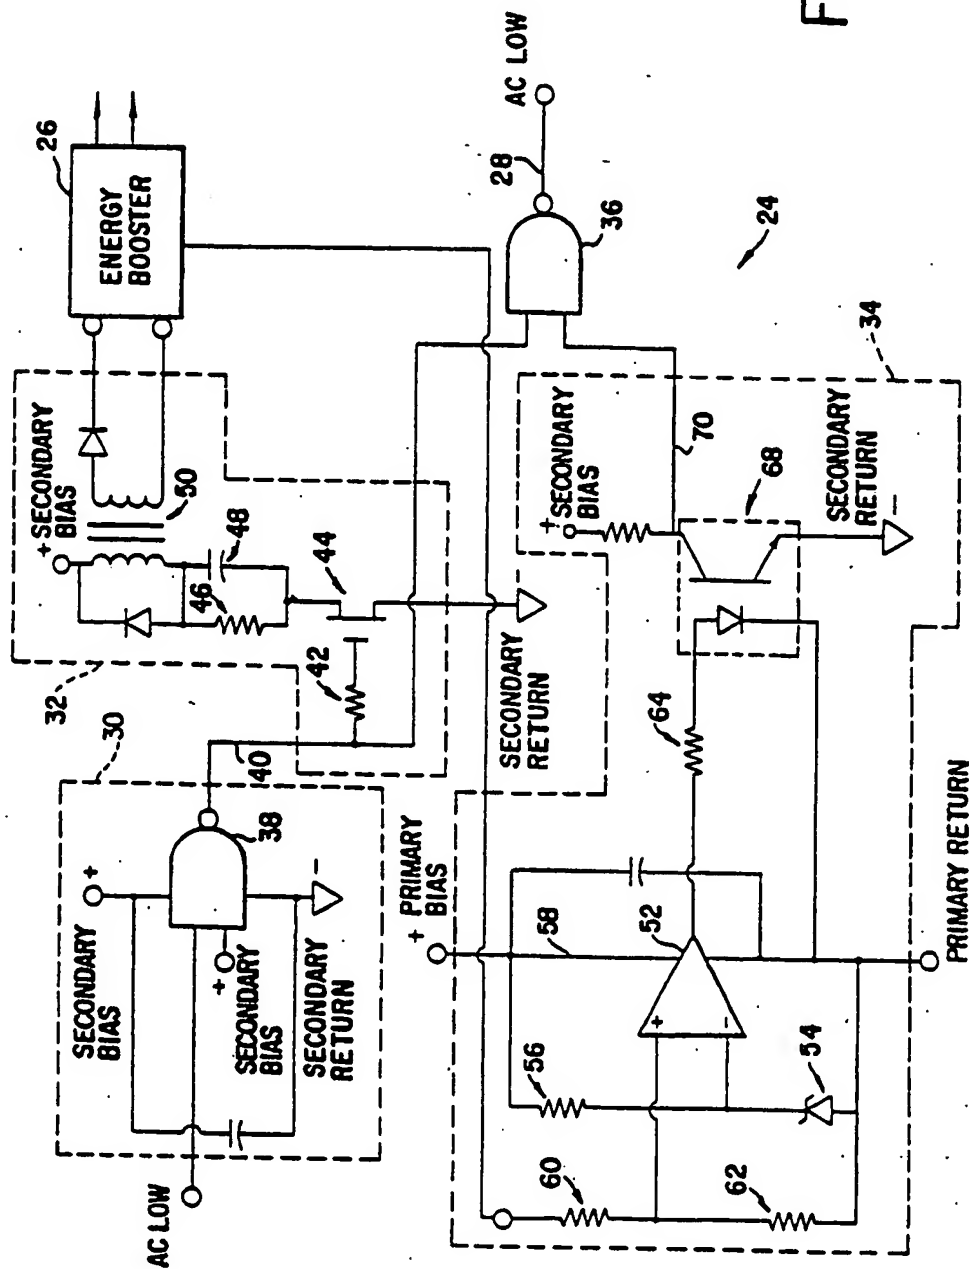 F
26
ENERGY
BOOSTER
+ SECONDARY
BIAS
50
48
46
44
42
32
30
40
38
SECONDARY
BIAS
+
+
SECONDARY
BIAS
SECONDARY
RETURN
-
AC LOW
SECONDARY
RETURN
-
AC LOW
28
36
24
34
+ PRIMARY
BIAS
58
52
+
-
56
54
60
62
64
+
SECONDARY
BIAS
70
68
SECONDARY
RETURN
-
PRIMARY RETURN